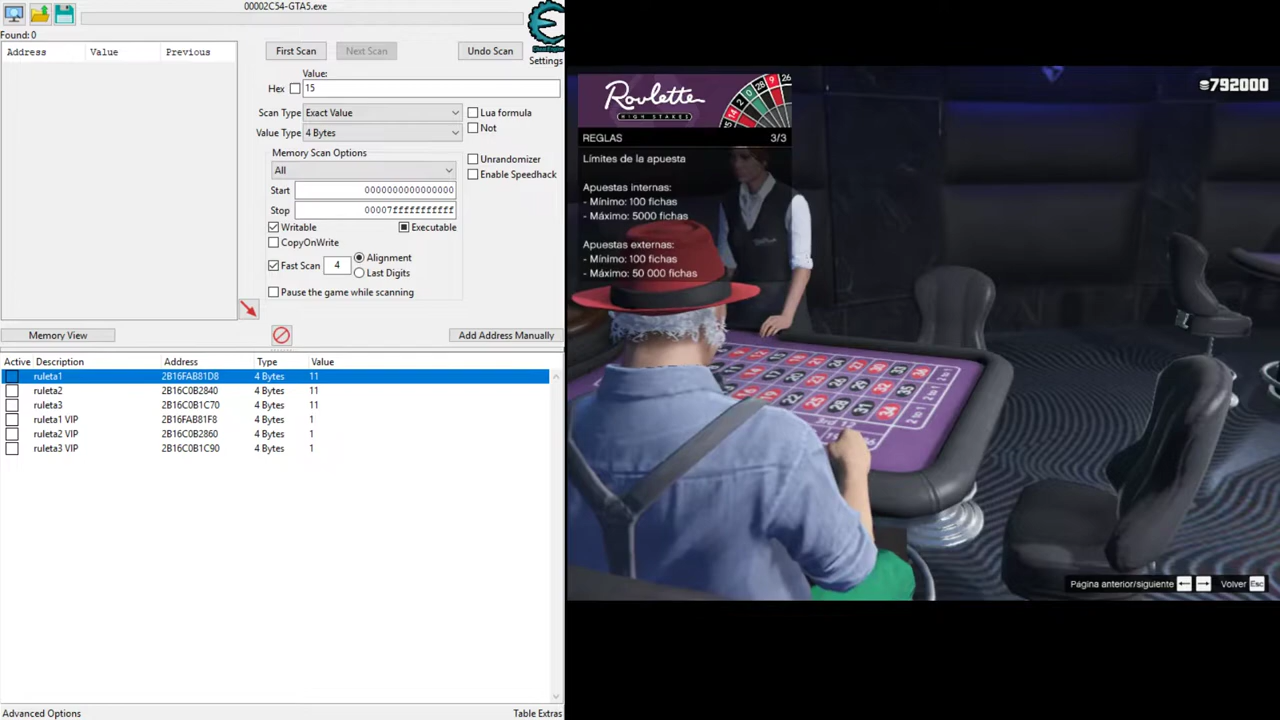 00002C54-GTA5.exe
Found: 0
Address Value Previous
First Scan Next Scan Undo Scan
Settings
Value:
Hex 15
Scan Type Exact Value Lua formula
Value Type 4 Bytes Not
Memory Scan Options
All
Unrandomizer
Enable Speedhack
Start 0000000000000000
Stop 00007fffffffffff
Writable Executable
CopyOnWrite
Fast Scan 4 Alignment
Last Digits
Pause the game while scanning
Memory View Add Address Manually
Active Description Address Type Value
ruleta1 2B16FAB81D8 4 Bytes 11
ruleta2 2B16C0B2840 4 Bytes 11
ruleta3 2B16C0B1C70 4 Bytes 11
ruleta1 VIP 2B16FAB81F8 4 Bytes 1
ruleta2 VIP 2B16C0B2860 4 Bytes 1
ruleta3 VIP 2B16C0B1C90 4 Bytes 1
Advanced Options Table Extras
792000
Roulette
HIGH STAKES
REGLAS 3/3
Límites de la apuesta
Apuestas internas:
- Mínimo: 100 fichas
- Máximo: 5000 fichas
Apuestas externas:
- Mínimo: 100 fichas
- Máximo: 50 000 fichas
Página anterior/siguiente ← → Volver Esc